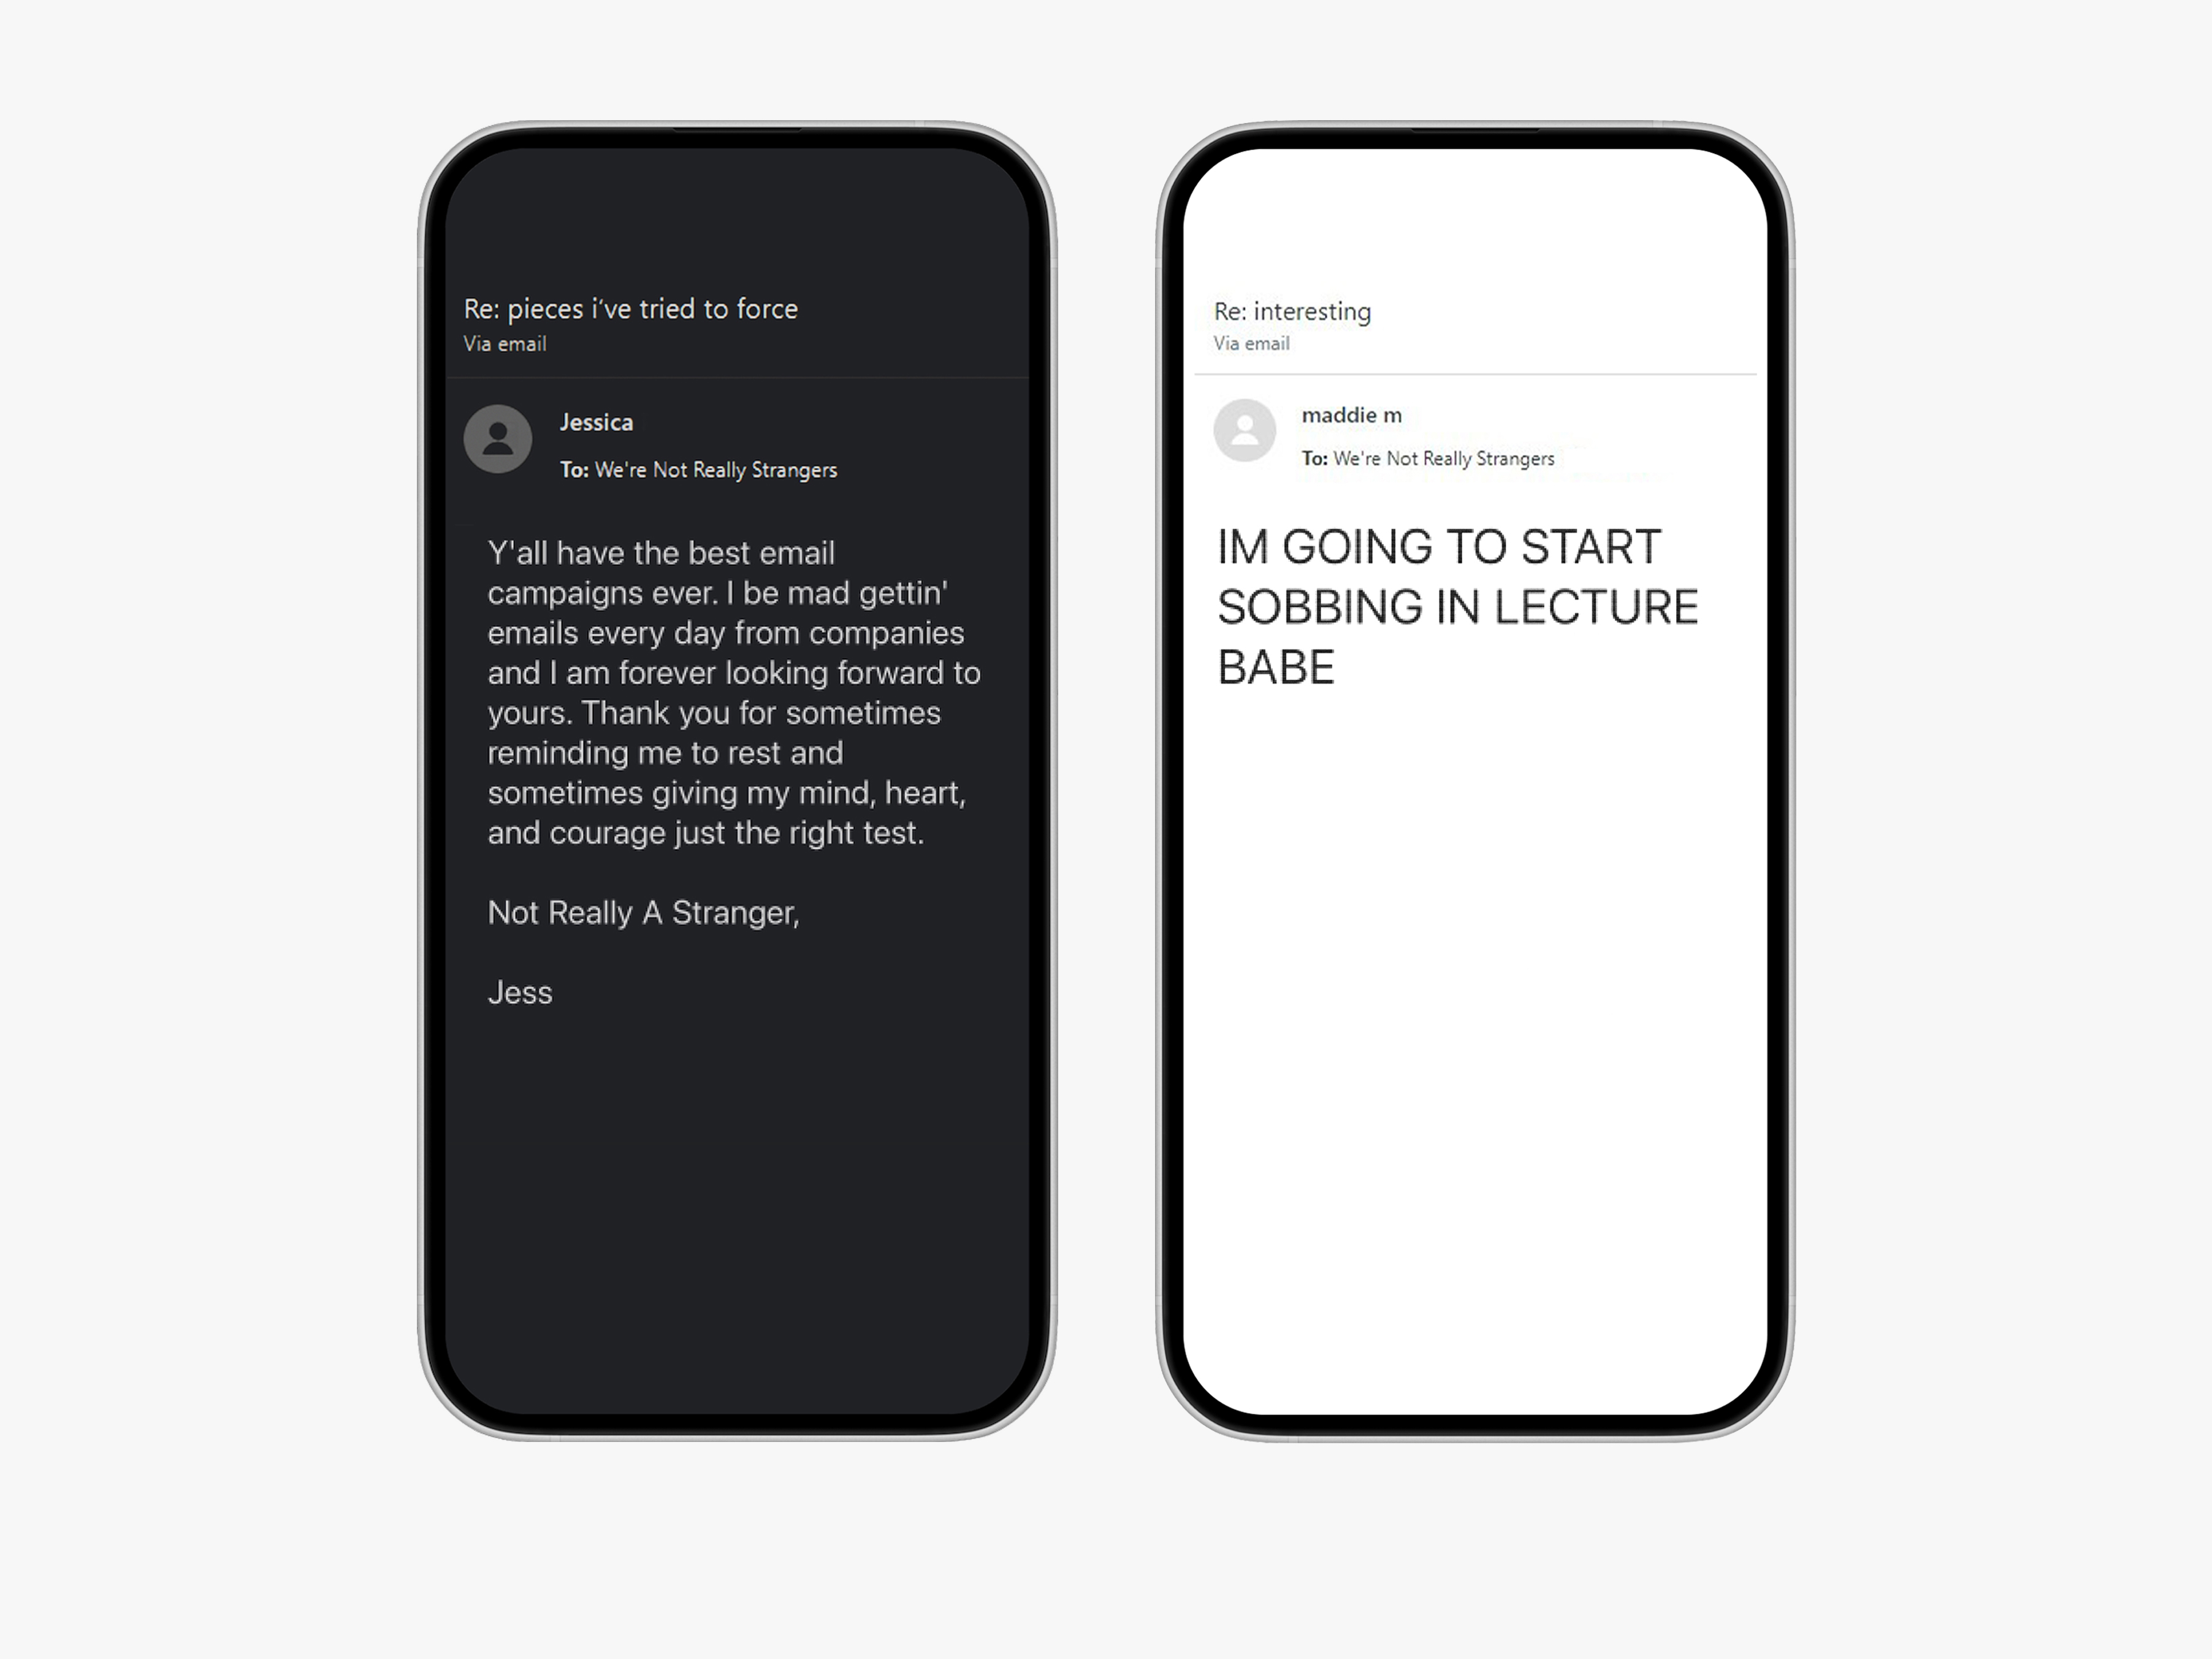 Re: pieces i've tried to force
Via email
Jessica
To: We're Not Really Strangers
Y'all have the best email
campaigns ever. I be mad gettin'
emails every day from companies
and I am forever looking forward to
yours. Thank you for sometimes
reminding me to rest and
sometimes giving my mind, heart,
and courage just the right test.
Not Really A Stranger,
Jess
Re: interesting
Via email
maddie m
To: We're Not Really Strangers
IM GOING TO START
SOBBING IN LECTURE
BABE